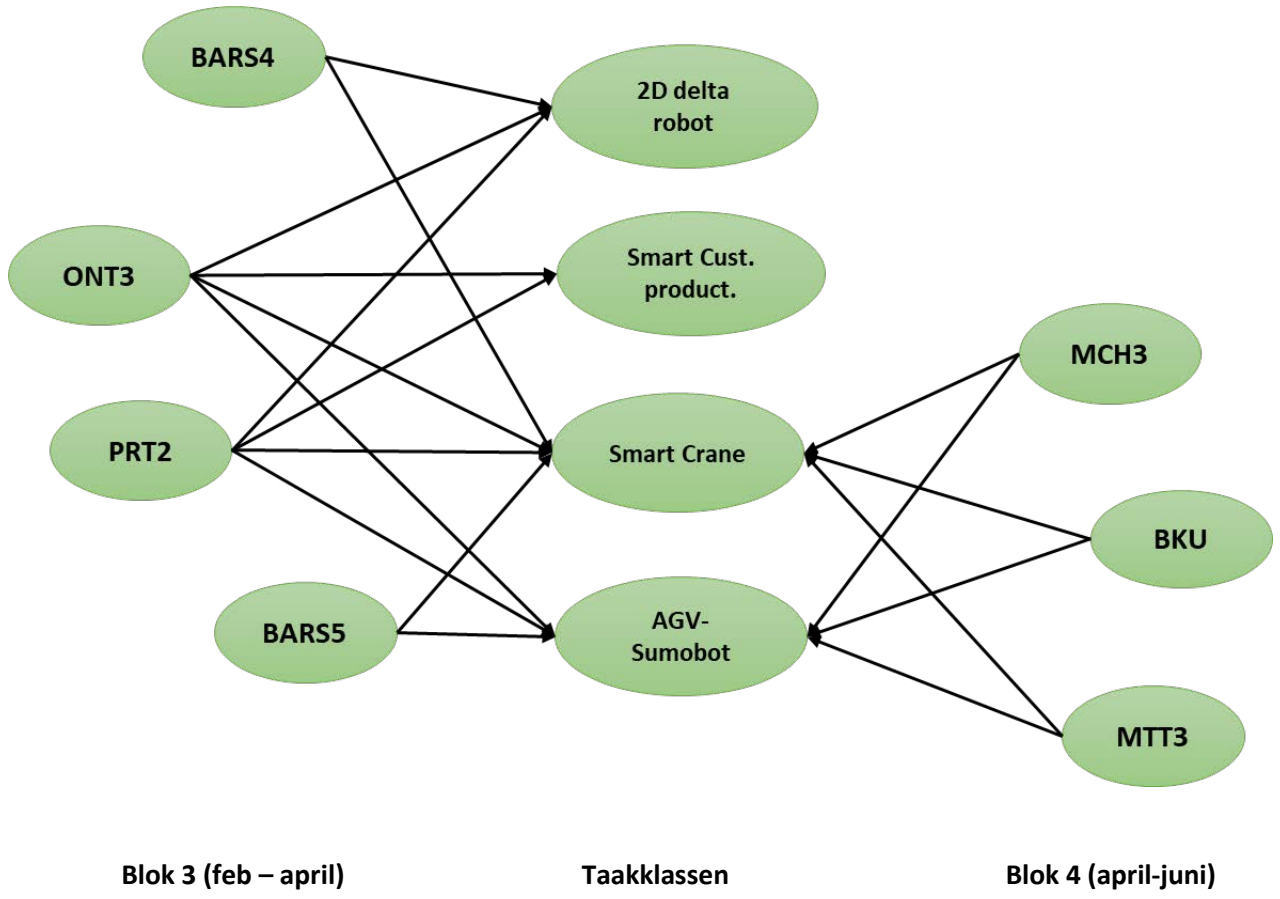 BARS4
2D delta
robot
ONT3
Smart Cust.
product.
MCH3
PRT2
Smart Crane
BKU
BARS5
AGV-
Sumobot
MTT3
Blok 3 (feb – april)
Taakklassen
Blok 4 (april-juni)